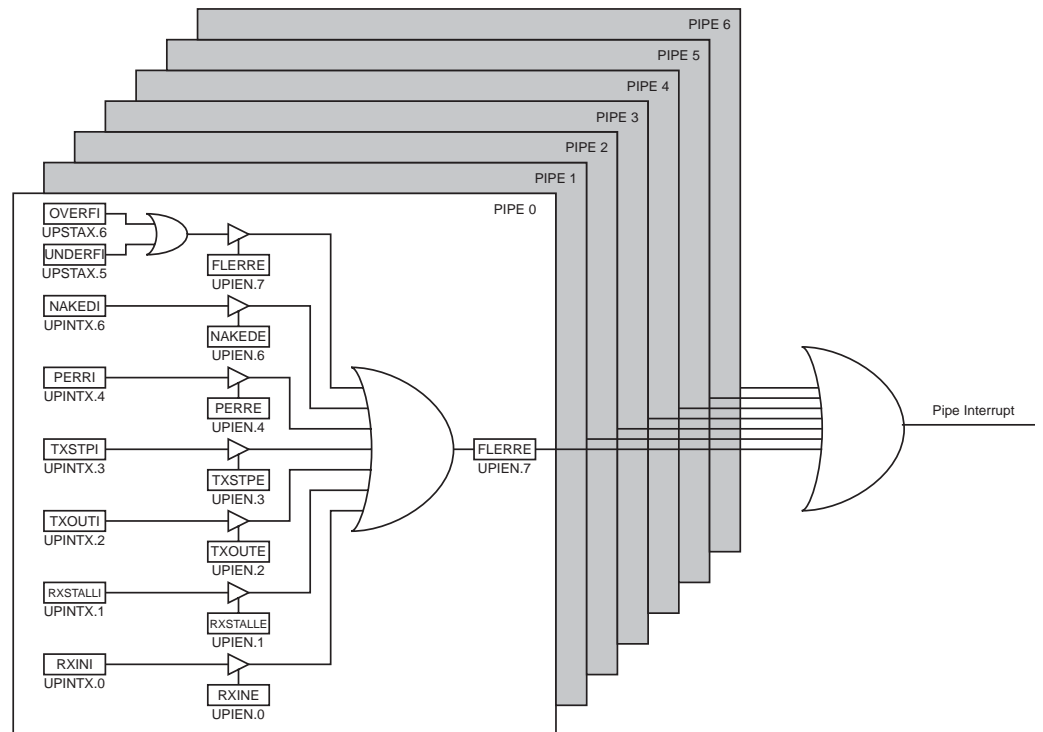 PIPE 6
PIPE 5
PIPE 4
PIPE 3
PIPE 2
PIPE 1
PIPE 0
OVERFI
UPSTAX.6
UNDERFI
UPSTAX.5
FLERRE
UPIEN.7
NAKEDI
UPINTX.6
NAKEDE
UPIEN.6
PERRI
UPINTX.4
PERRE
UPIEN.4
TXSTPI
UPINTX.3
TXSTPE
UPIEN.3
TXOUTI
UPINTX.2
TXOUTE
UPIEN.2
RXSTALLI
UPINTX.1
RXSTALLE
UPIEN.1
RXINI
UPINTX.0
RXINE
UPIEN.0
FLERRE
UPIEN.7
Pipe Interrupt